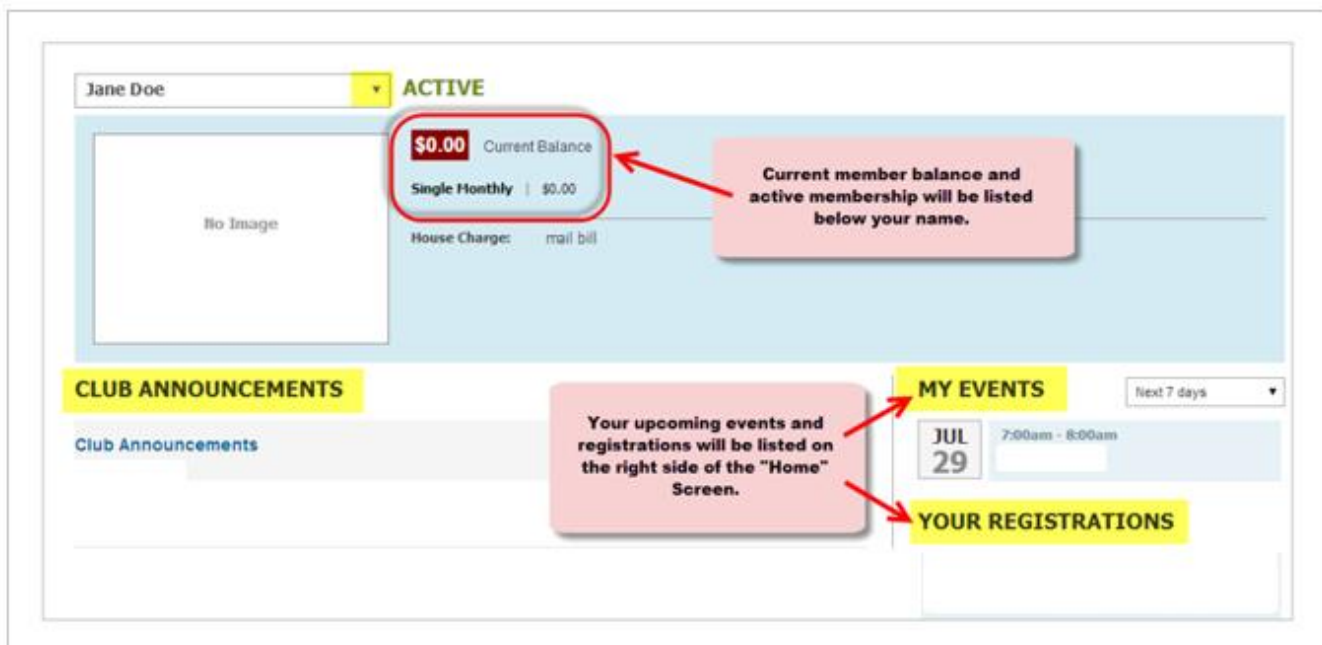 Jane Doe ACTIVE
$0.00 Current Balance
Single Monthly | $0.00
House Charge: mail bill
No Image
Current member balance and
active membership will be listed
below your name.
CLUB ANNOUNCEMENTS
Club Announcements
Your upcoming events and
registrations will be listed on
the right side of the "Home"
Screen.
MY EVENTS Next 7 days
JUL
29
7:00am - 8:00am
YOUR REGISTRATIONS